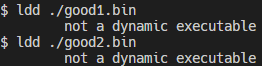 $ ldd ./good1.bin
        not a dynamic executable
$ ldd ./good2.bin
        not a dynamic executable